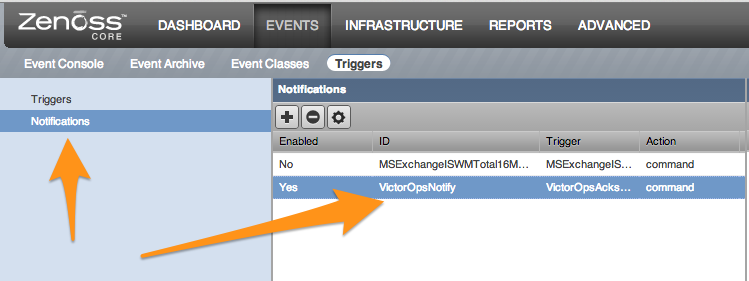 Zenoss™ CORE DASHBOARD EVENTS INFRASTRUCTURE REPORTS ADVANCED
Event Console Event Archive Event Classes Triggers
Triggers
Notifications
Notifications
Enabled ID Trigger Action
No MSExchangeISWMTotal16M... MSExchangeIS... command
Yes VictorOpsNotify VictorOpsAcks... command